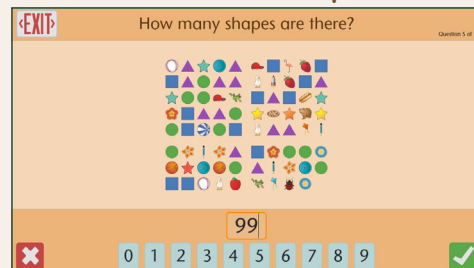 ‹EXIT›
How many shapes are there?
Question 5 of
99
0 1 2 3 4 5 6 7 8 9